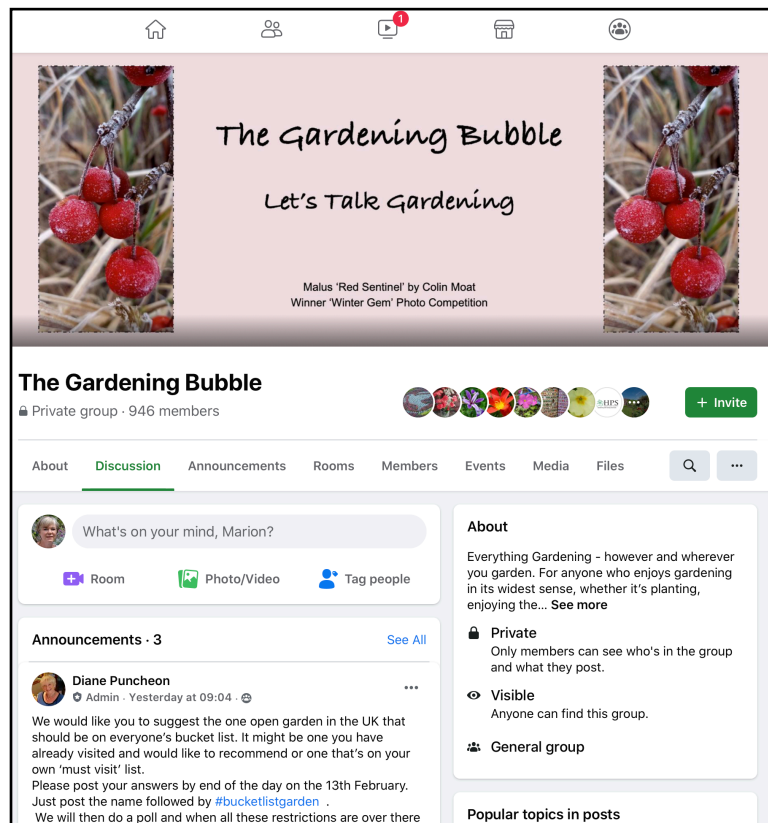 1
The Gardening Bubble
Let's Talk Gardening
Malus 'Red Sentinel' by Colin Moat
Winner 'Winter Gem' Photo Competition
The Gardening Bubble
Private group · 946 members
HPS
+ Invite
About Discussion Announcements Rooms Members Events Media Files
What's on your mind, Marion?
Room Photo/Video Tag people
Announcements · 3 See All
Diane Puncheon
Admin · Yesterday at 09:04 ·
We would like you to suggest the one open garden in the UK that
should be on everyone's bucket list. It might be one you have
already visited and would like to recommend or one that's on your
own 'must visit' list.
Please post your answers by end of the day on the 13th February.
Just post the name followed by #bucketlistgarden .
We will then do a poll and when all these restrictions are over there
About
Everything Gardening - however and wherever
you garden. For anyone who enjoys gardening
in its widest sense, whether it's planting,
enjoying the... See more
Private
Only members can see who's in the group
and what they post.
Visible
Anyone can find this group.
General group
Popular topics in posts